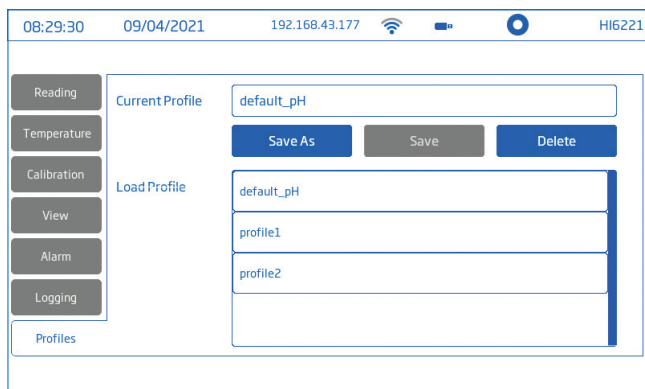 08:29:30 09/04/2021 192.168.43.177 HI6221
Reading
Temperature
Calibration
View
Alarm
Logging
Profiles
Current Profile default_pH
Save As Save Delete
Load Profile
default_pH
profile1
profile2